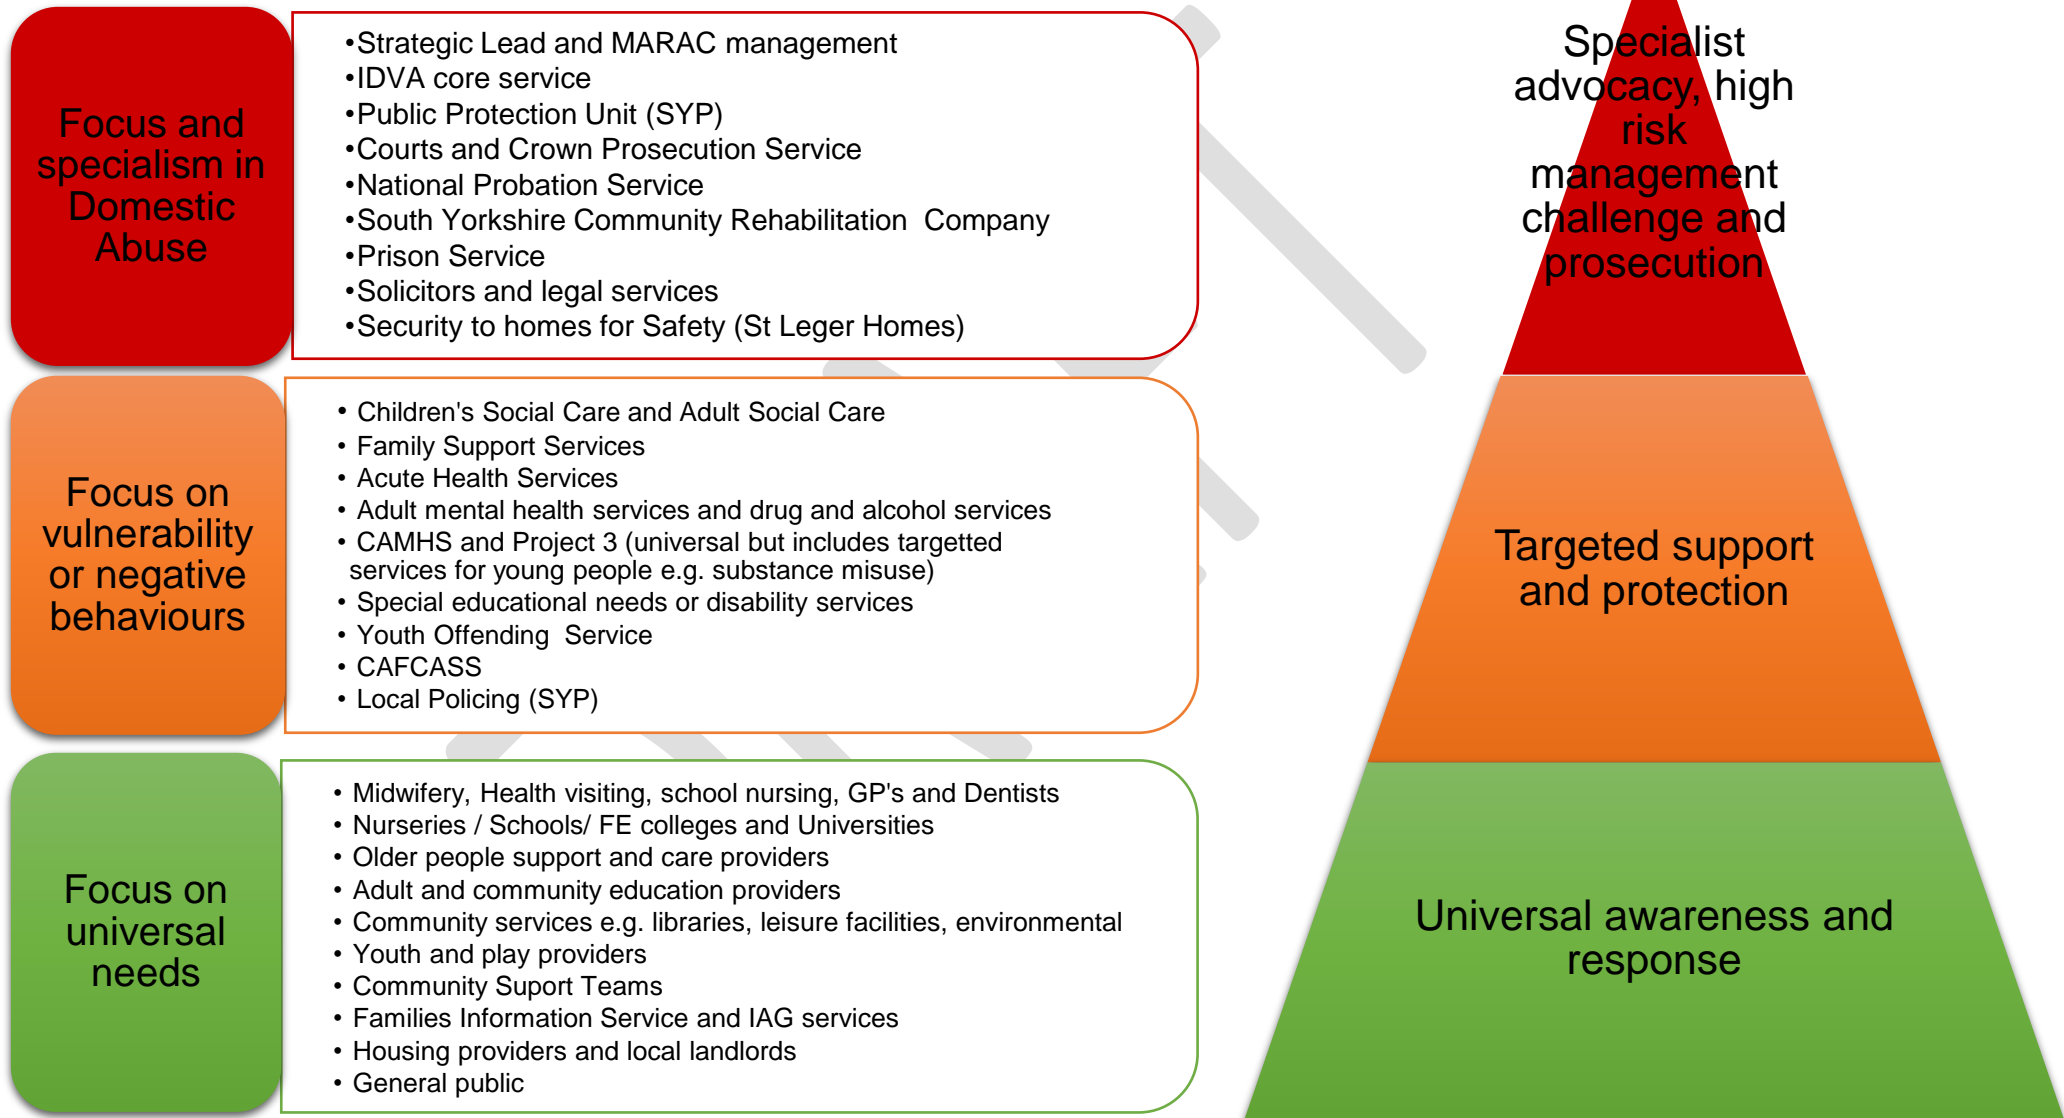 Focus and
specialism in
Domestic
Abuse
•Strategic Lead and MARAC management
•IDVA core service
•Public Protection Unit (SYP)
•Courts and Crown Prosecution Service
•National Probation Service
•South Yorkshire Community Rehabilitation  Company
•Prison Service
•Solicitors and legal services
•Security to homes for Safety (St Leger Homes)
Specialist
advocacy, high
risk
management
challenge and
prosecution
Focus on
vulnerability
or negative
behaviours
• Children's Social Care and Adult Social Care
• Family Support Services
• Acute Health Services
• Adult mental health services and drug and alcohol services
• CAMHS and Project 3 (universal but includes targetted
services for young people e.g. substance misuse)
• Special educational needs or disability services
• Youth Offending  Service
• CAFCASS
• Local Policing (SYP)
Targeted support
and protection
Focus on
universal
needs
• Midwifery, Health visiting, school nursing, GP's and Dentists
• Nurseries / Schools/ FE colleges and Universities
• Older people support and care providers
• Adult and community education providers
• Community services e.g. libraries, leisure facilities, environmental
• Youth and play providers
• Community Suport Teams
• Families Information Service and IAG services
• Housing providers and local landlords
• General public
Universal awareness and
response